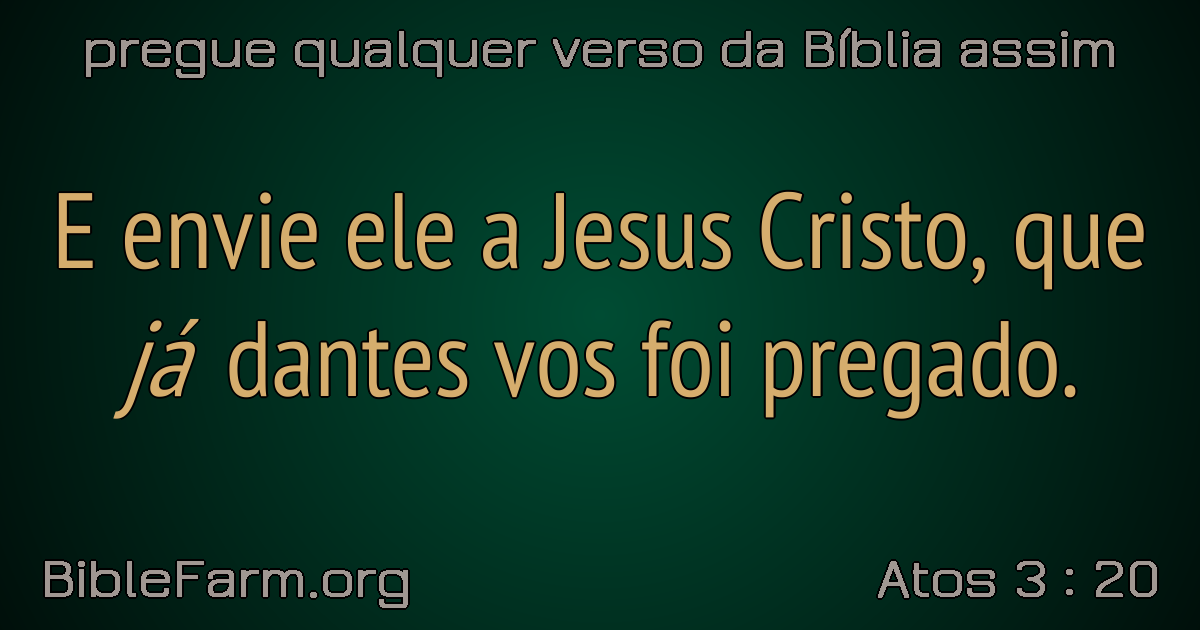 pregue qualquer verso da Bíblia assim
E envie ele a Jesus Cristo, que
já dantes vos foi pregado.
BibleFarm.org
Atos 3 : 20